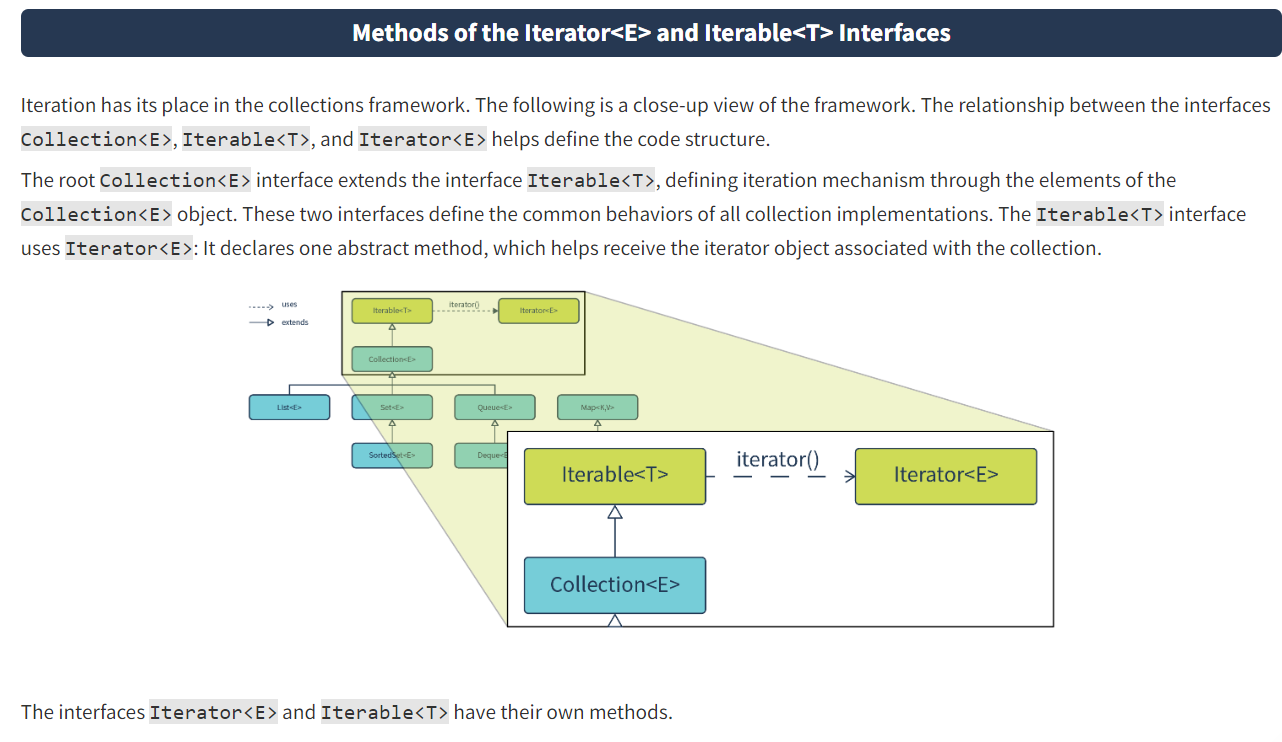 Methods of the Iterator<E> and Iterable<T> Interfaces
Iteration has its place in the collections framework. The following is a close-up view of the framework. The relationship between the interfaces
Collection<E>, Iterable<T>, and Iterator<E> helps define the code structure.
The root Collection<E> interface extends the interface Iterable<T>, defining iteration mechanism through the elements of the
Collection<E> object. These two interfaces define the common behaviors of all collection implementations. The Iterable<T> interface
uses Iterator<E>: It declares one abstract method, which helps receive the iterator object associated with the collection.
uses
extends
Iterable<T>
iterator()
Iterator<E>
Collection<E>
List<E>
Set<E>
Queue<E>
Map<K,V>
SortedSet<E>
Deque<E
Iterable<T>
iterator()
Iterator<E>
Collection<E>
The interfaces Iterator<E> and Iterable<T> have their own methods.